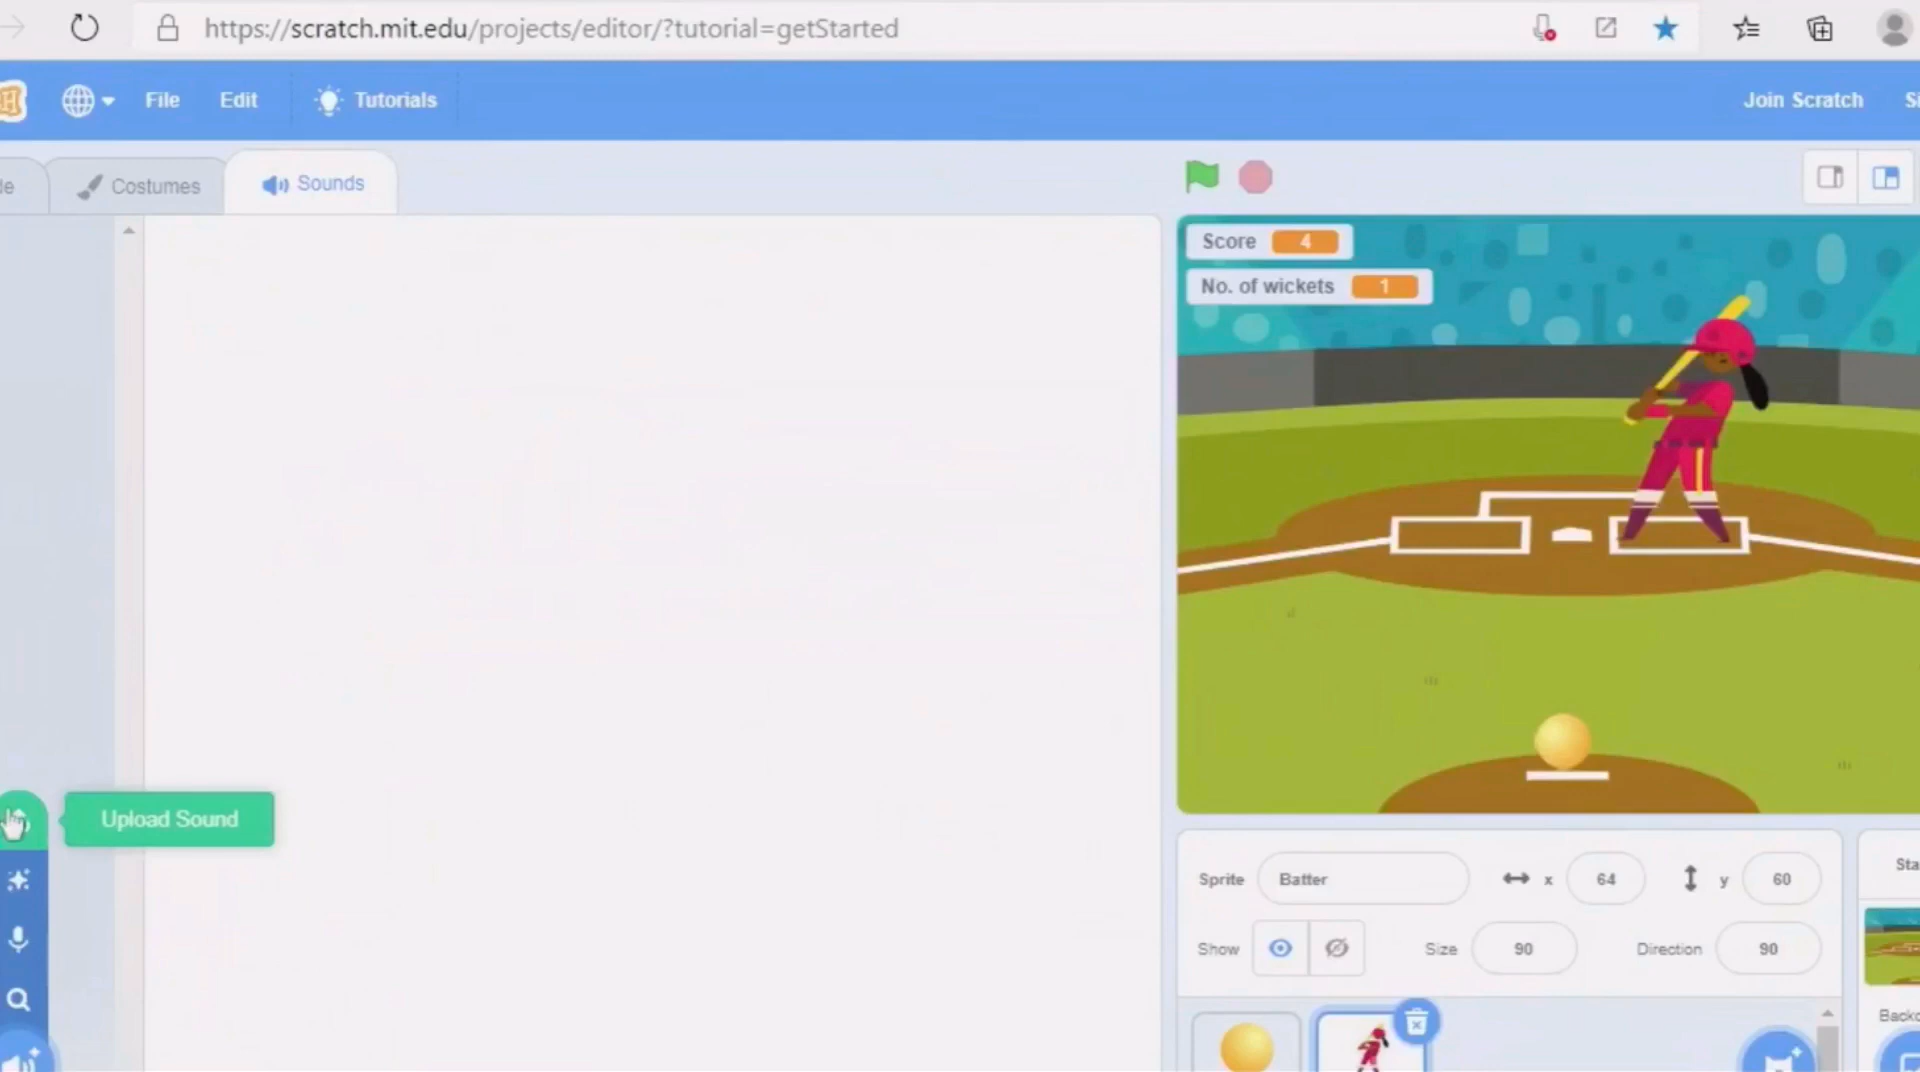 https://scratch.mit.edu/projects/editor/?tutorial=getStarted
File Edit Tutorials Join Scratch
Costumes Sounds
Score 4
No. of wickets 1
Upload Sound
Sprite Batter x 64 y 60
Show Size 90 Direction 90